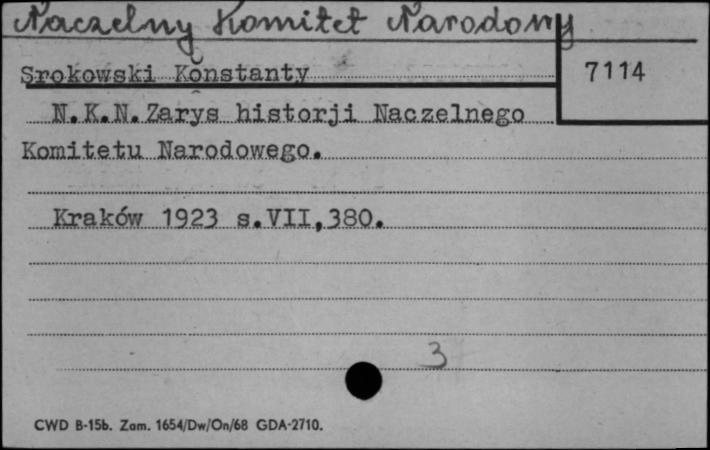 Naczelny Komitet Narodowy
Srokowski Konstanty
7114
N.K.N.Zarys historji Naczelnego
Komitetu Narodowego.
Kraków 1923 s.VII,380.
3
CWD B-15b. Zam. 1654/Dw/On/68 GDA-2710.